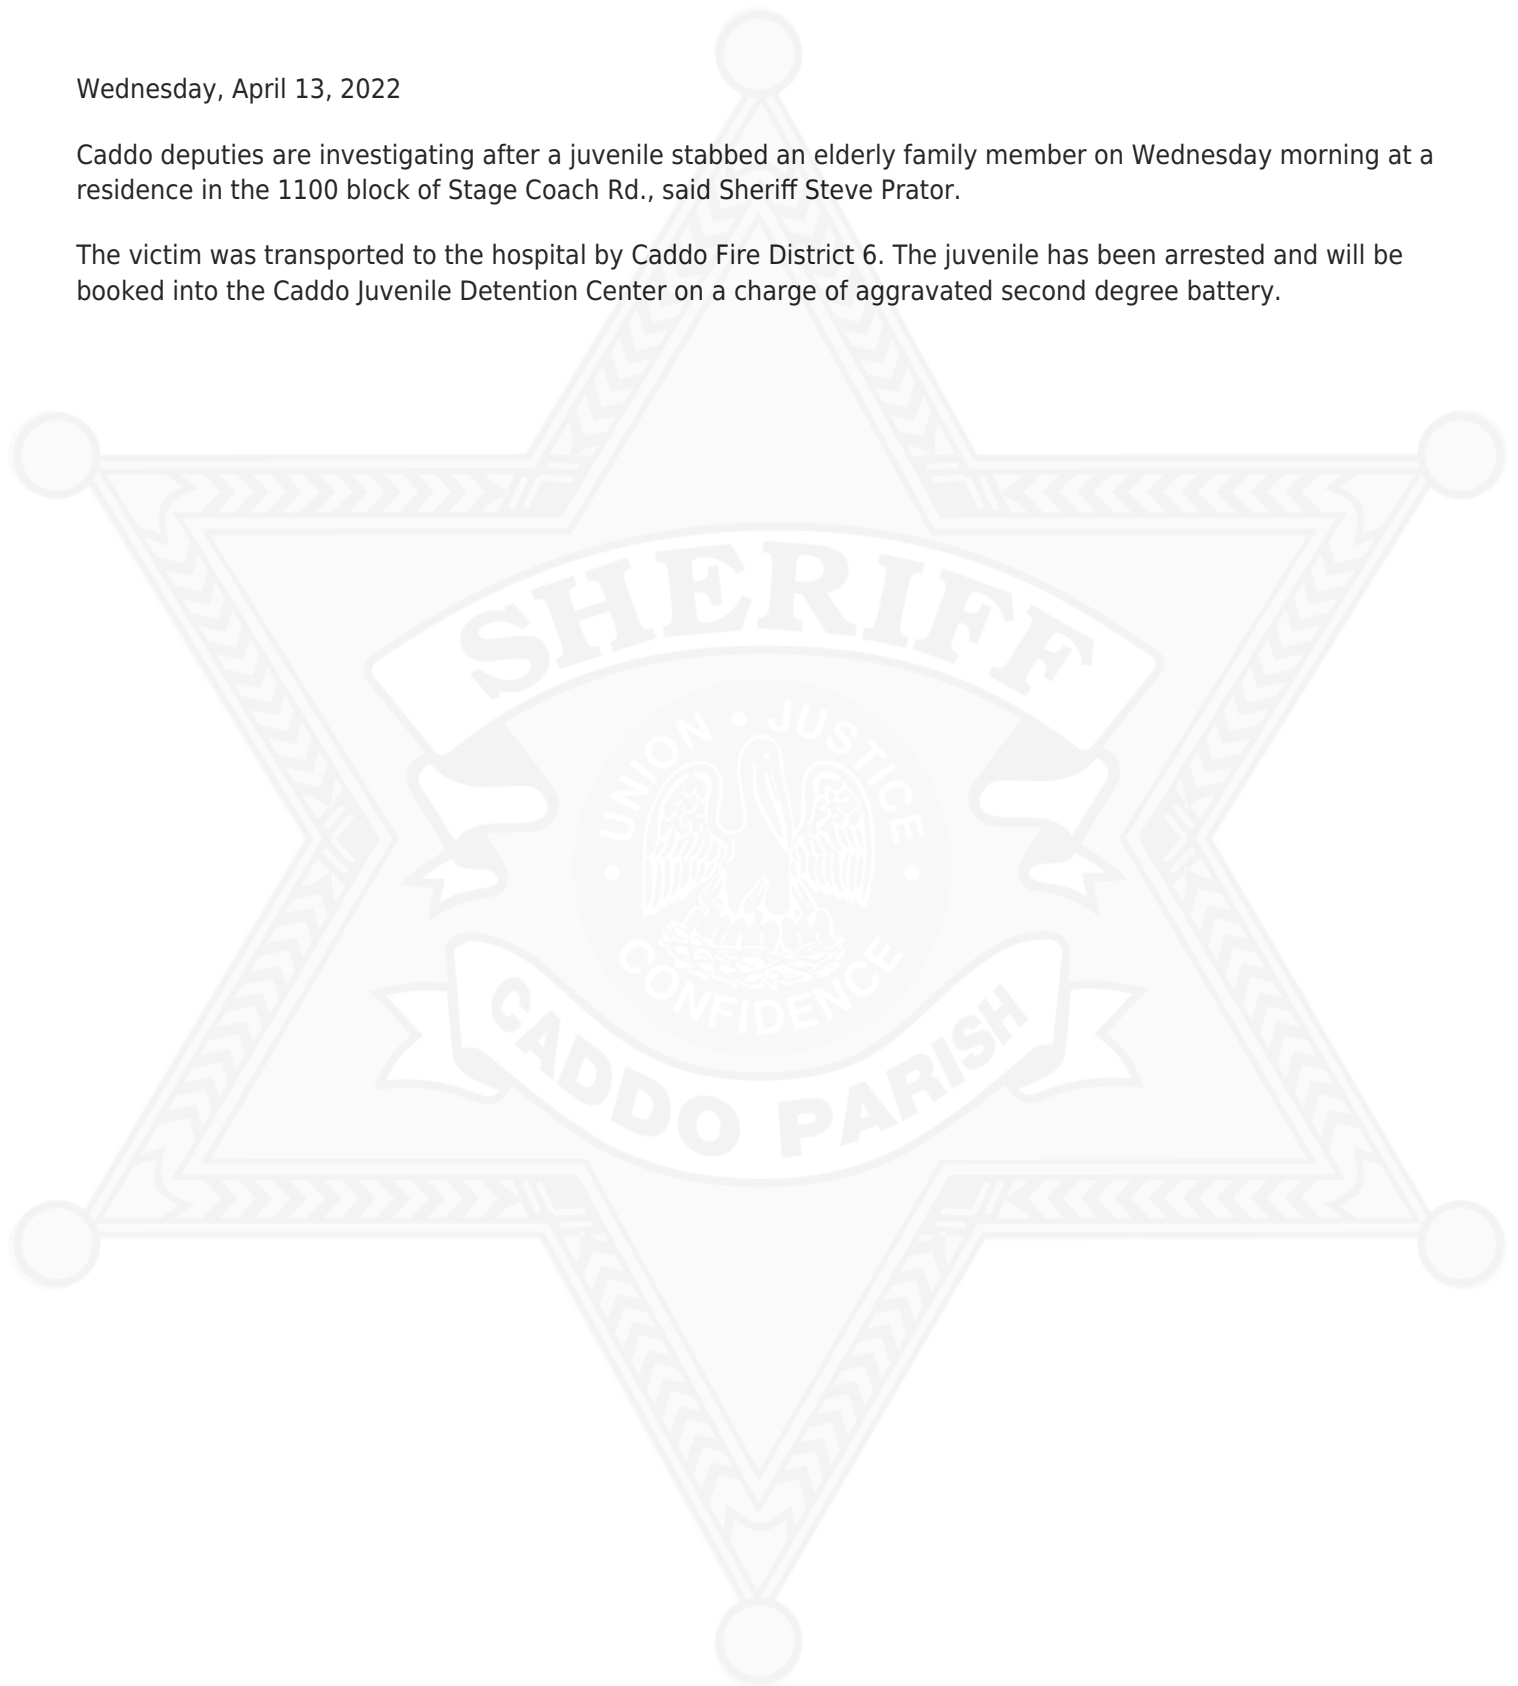 Wednesday, April 13, 2022
Caddo deputies are investigating after a juvenile stabbed an elderly family member on Wednesday morning at a
residence in the 1100 block of Stage Coach Rd., said Sheriff Steve Prator.
The victim was transported to the hospital by Caddo Fire District 6. The juvenile has been arrested and will be
booked into the Caddo Juvenile Detention Center on a charge of aggravated second degree battery.
SHERIFF
UNION • JUSTICE
• CONFIDENCE •
CADDO PARISH